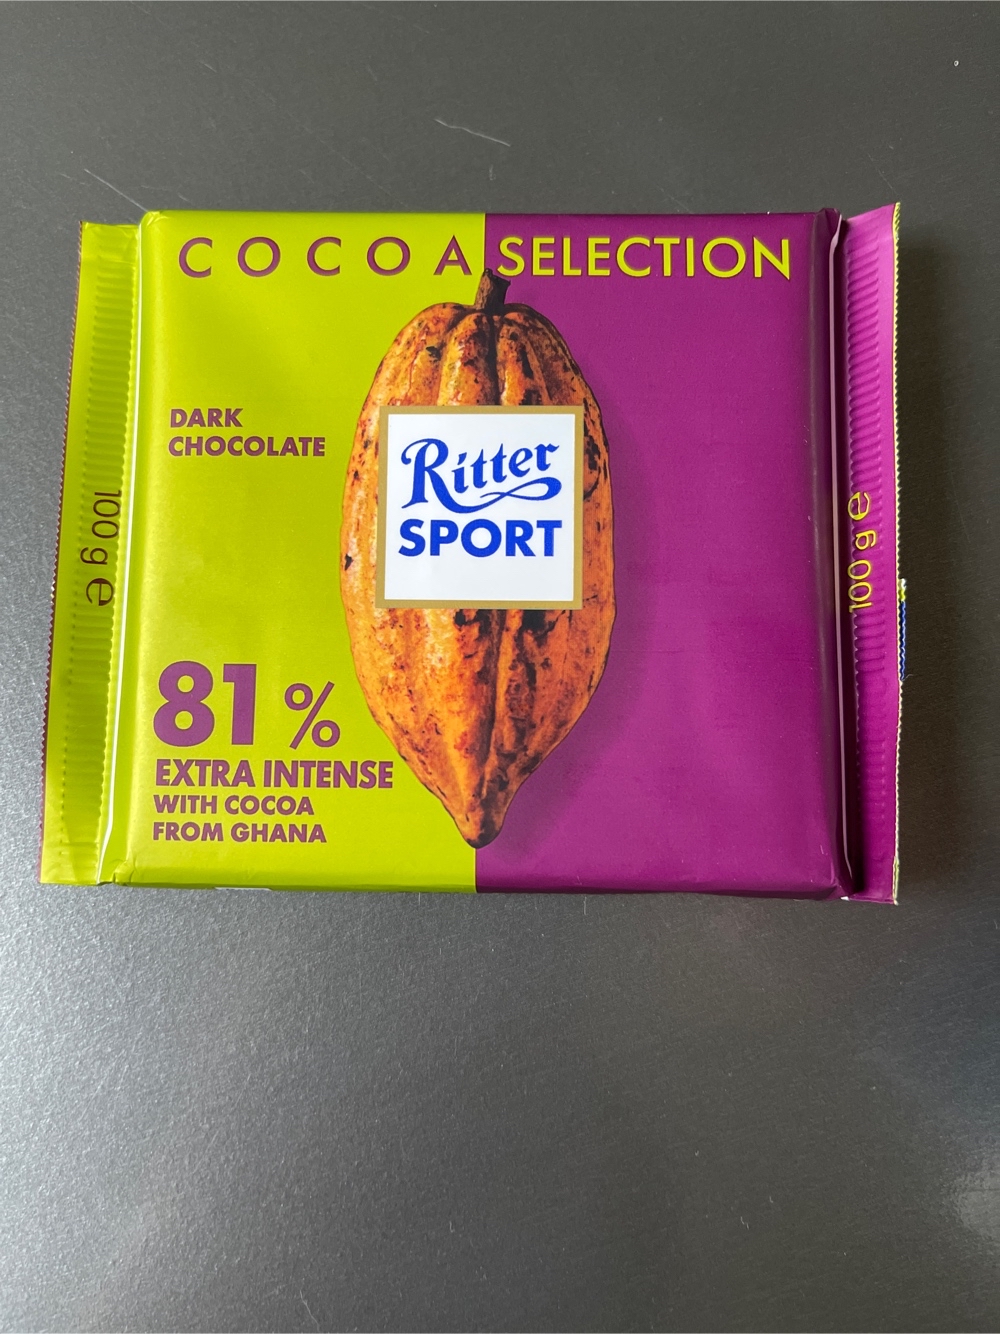 COCOA SELECTION
DARK
CHOCOLATE
Ritter
SPORT
100 g e
100 g e
81 %
EXTRA INTENSE
WITH COCOA
FROM GHANA